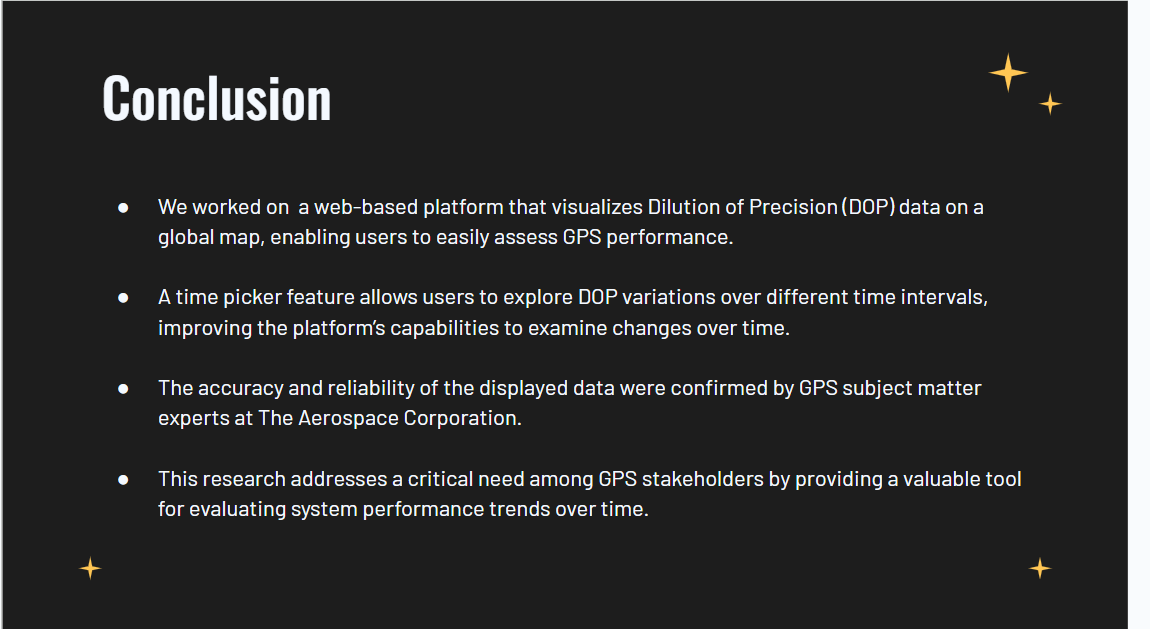 Conclusion
● We worked on  a web-based platform that visualizes Dilution of Precision (DOP) data on a
global map, enabling users to easily assess GPS performance.
● A time picker feature allows users to explore DOP variations over different time intervals,
improving the platform’s capabilities to examine changes over time.
● The accuracy and reliability of the displayed data were confirmed by GPS subject matter
experts at The Aerospace Corporation.
● This research addresses a critical need among GPS stakeholders by providing a valuable tool
for evaluating system performance trends over time.